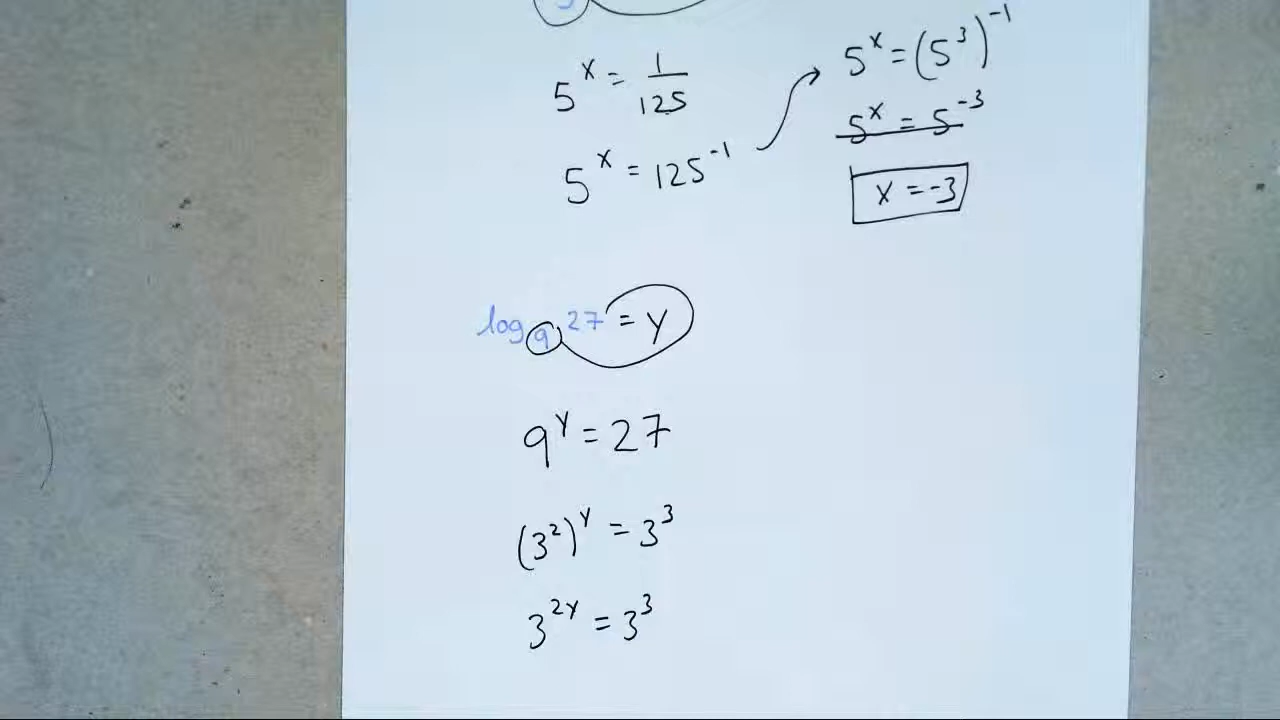 5^x = 1/125
5^x = 125^-1
5^x = (5^3)^-1
5^x = 5^-3
x = -3
log_9 27 = y
9^y = 27
(3^2)^y = 3^3
3^2y = 3^3